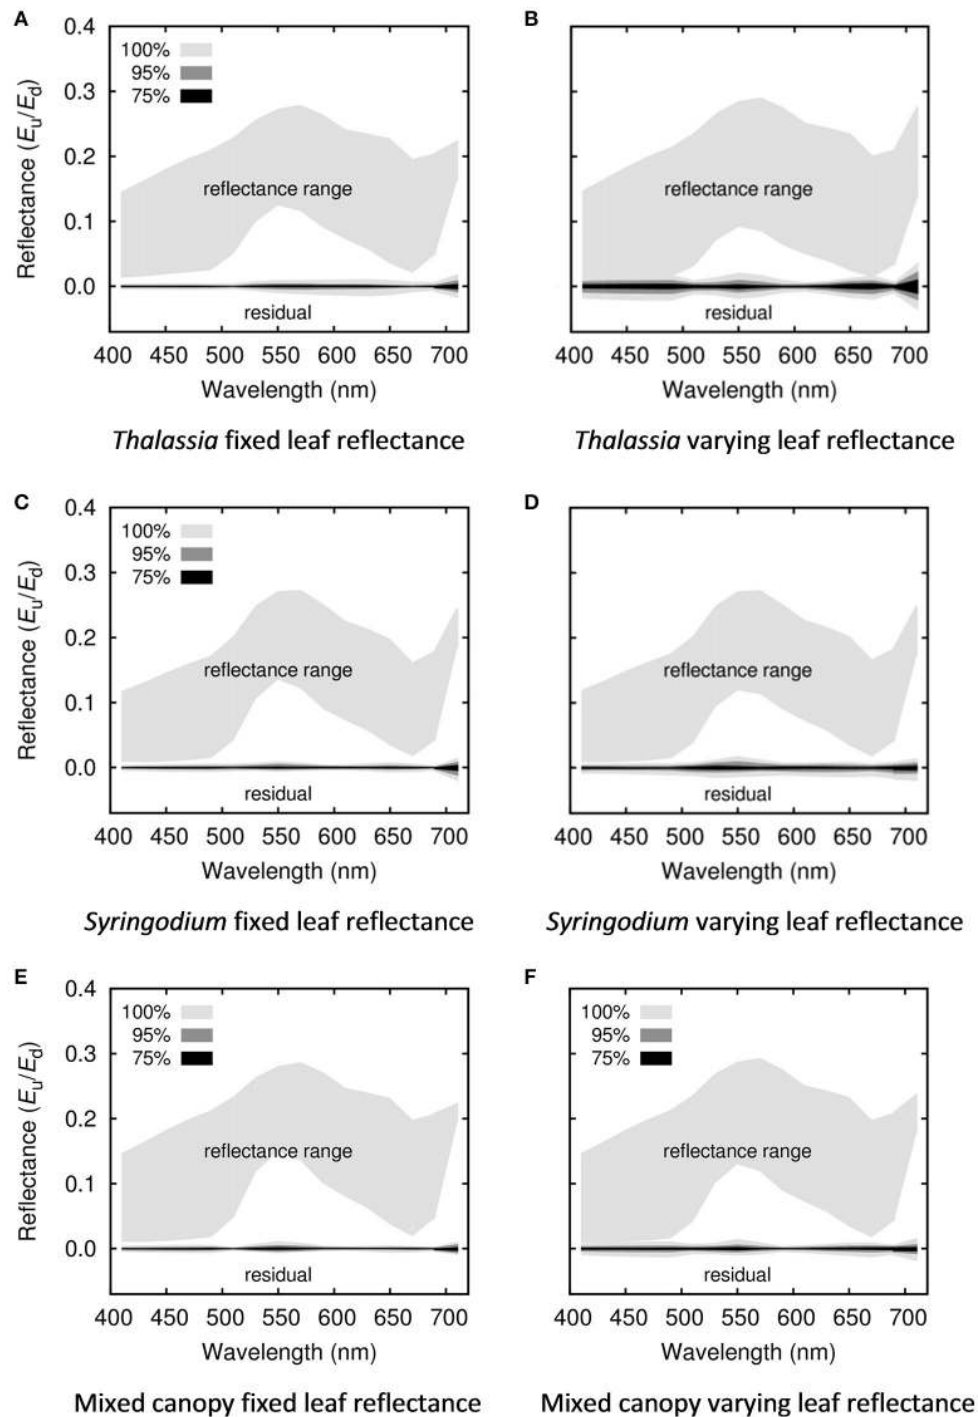 A
0.4
100%
95%
75%
0.3
0.2
0.1
0.0
Reflectance (Eu/Ed)
reflectance range
residual
400 450 500 550 600 650 700
Wavelength (nm)
Thalassia fixed leaf reflectance
B
reflectance range
residual
400 450 500 550 600 650 700
Wavelength (nm)
Thalassia varying leaf reflectance
C
0.4
100%
95%
75%
0.3
0.2
0.1
0.0
Reflectance (Eu/Ed)
reflectance range
residual
400 450 500 550 600 650 700
Wavelength (nm)
Syringodium fixed leaf reflectance
D
reflectance range
residual
400 450 500 550 600 650 700
Wavelength (nm)
Syringodium varying leaf reflectance
E
0.4
100%
95%
75%
0.3
0.2
0.1
0.0
Reflectance (Eu/Ed)
reflectance range
residual
400 450 500 550 600 650 700
Wavelength (nm)
Mixed canopy fixed leaf reflectance
F
100%
95%
75%
reflectance range
residual
400 450 500 550 600 650 700
Wavelength (nm)
Mixed canopy varying leaf reflectance